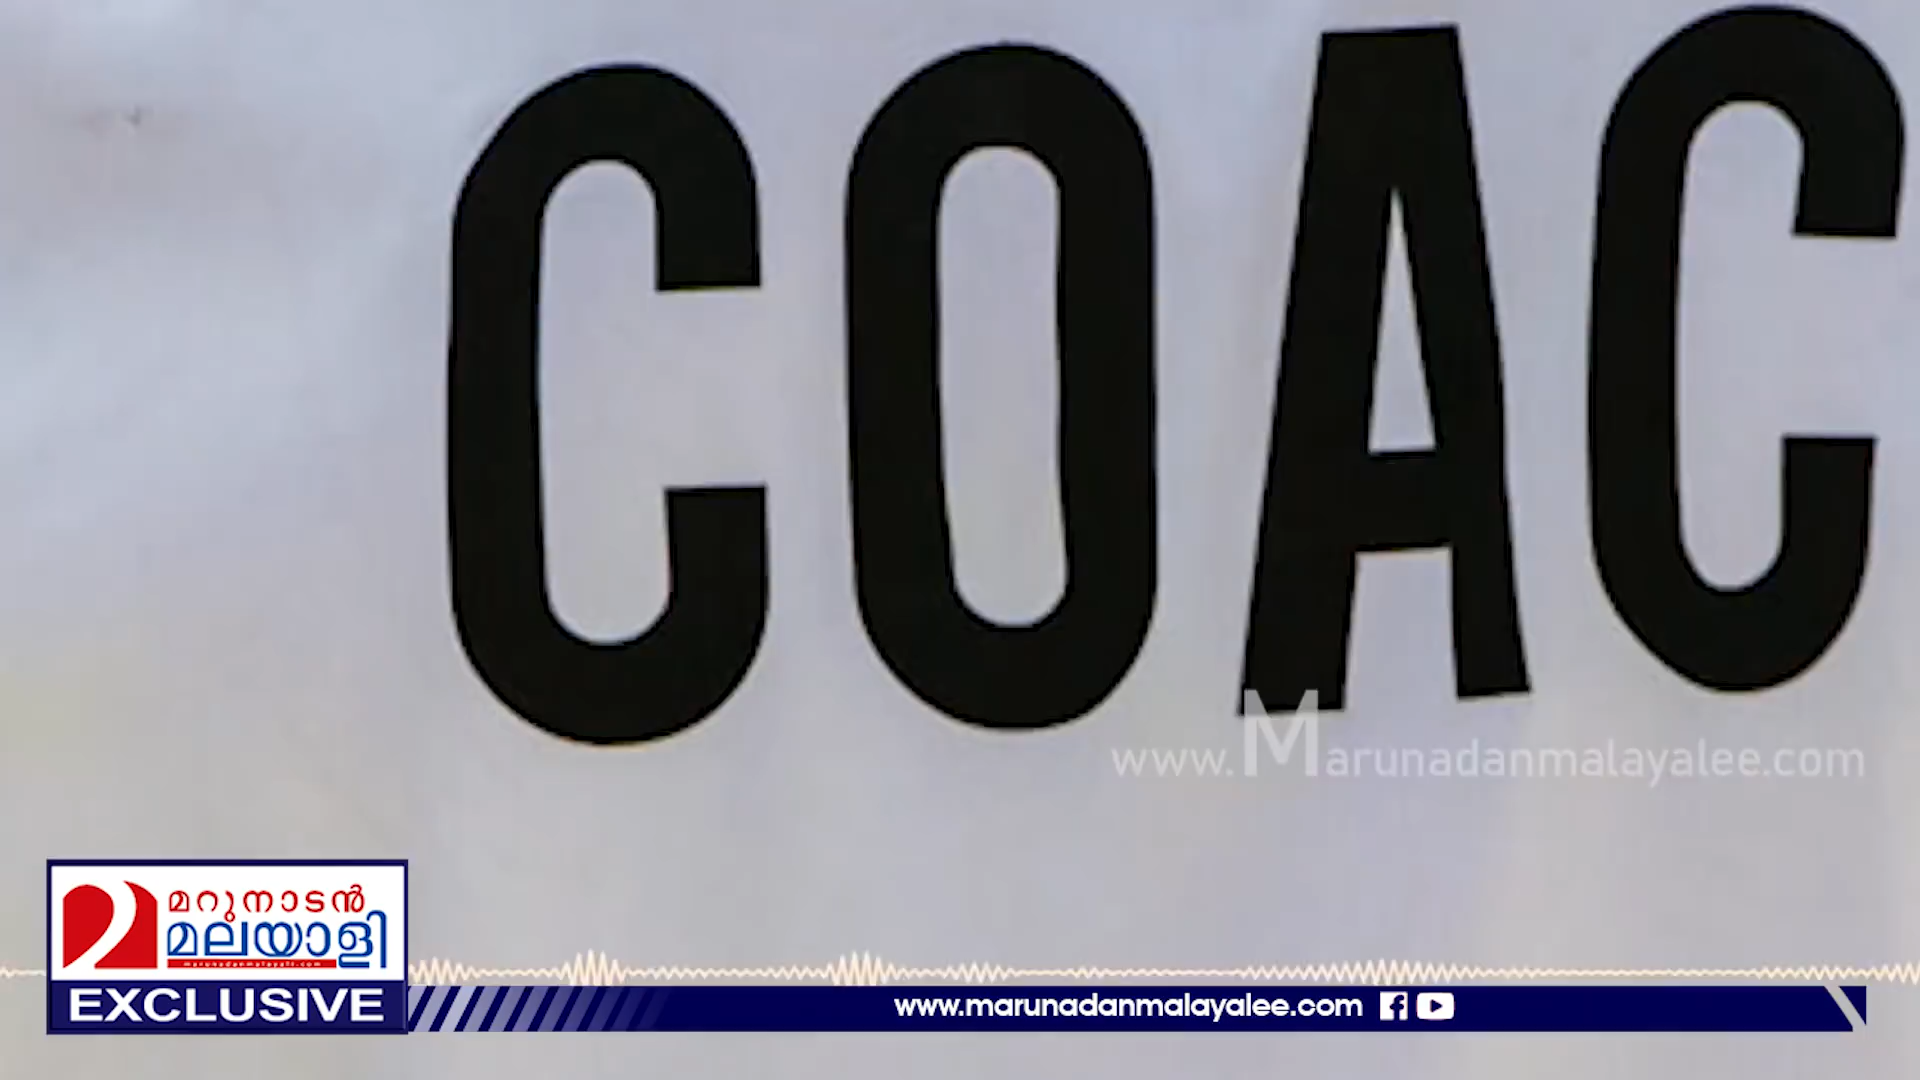 COAC
www.Marunadanmalayalee.com
മറുനാടൻ
മലയാളി
EXCLUSIVE
www.marunadanmalayalee.com